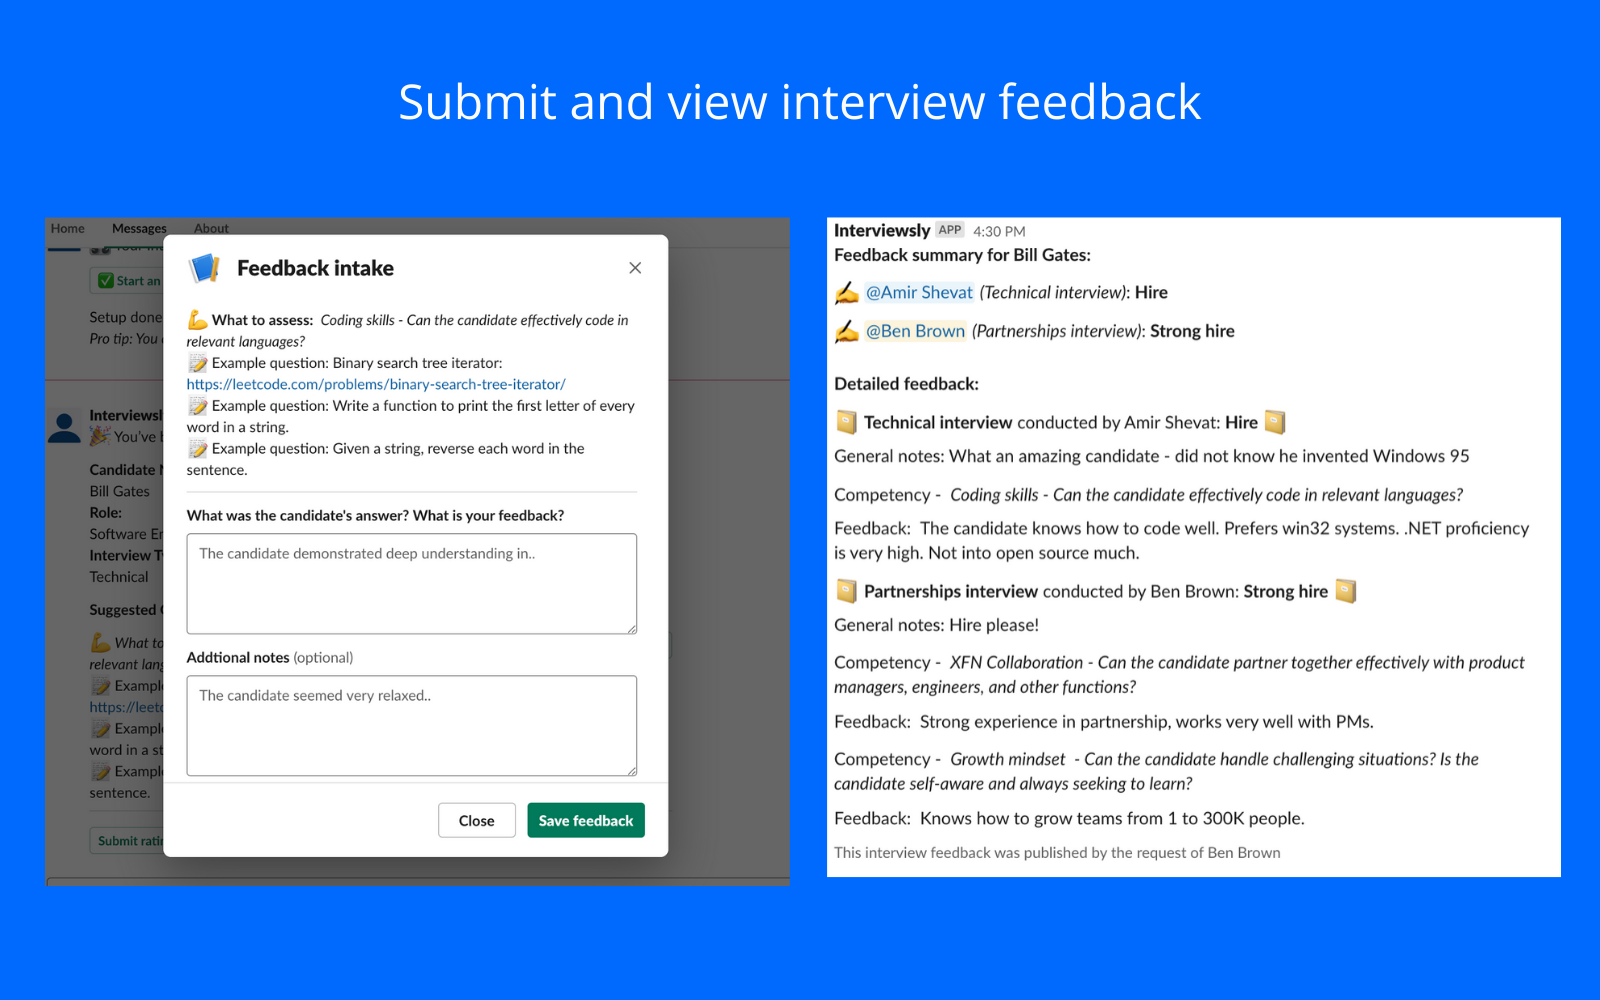 Submit and view interview feedback
Home Messages About
Start an
Setup done
Pro tip: You
Interviewsl
You've
Candidate
Bill Gates
Role:
Software
Interview
Technical
Suggested
What to
relevant
https://leetc
word in a st
sentence.
Submit
Feedback intake
What to assess: Coding skills - Can the candidate effectively code in
relevant languages?
Example question: Binary search tree iterator:
https://leetcode.com/problems/binary-search-tree-iterator/
Example question: Write a function to print the first letter of every
word in a string.
Example question: Given a string, reverse each word in the
sentence.
What was the candidate's answer? What is your feedback?
The candidate demonstrated deep understanding in..
Addtional notes (optional)
The candidate seemed very relaxed..
Close Save feedback
Interviewsly APP 4:30 PM
Feedback summary for Bill Gates:
@Amir Shevat (Technical interview): Hire
@Ben Brown (Partnerships interview): Strong hire
Detailed feedback:
Technical interview conducted by Amir Shevat: Hire
General notes: What an amazing candidate - did not know he invented Windows 95
Competency - Coding skills - Can the candidate effectively code in relevant languages?
Feedback: The candidate knows how to code well. Prefers win32 systems. .NET proficiency
is very high. Not into open source much.
Partnerships interview conducted by Ben Brown: Strong hire
General notes: Hire please!
Competency - XFN Collaboration - Can the candidate partner together effectively with product
managers, engineers, and other functions?
Feedback: Strong experience in partnership, works very well with PMs.
Competency - Growth mindset - Can the candidate handle challenging situations? Is the
candidate self-aware and always seeking to learn?
Feedback: Knows how to grow teams from 1 to 300K people.
This interview feedback was published by the request of Ben Brown